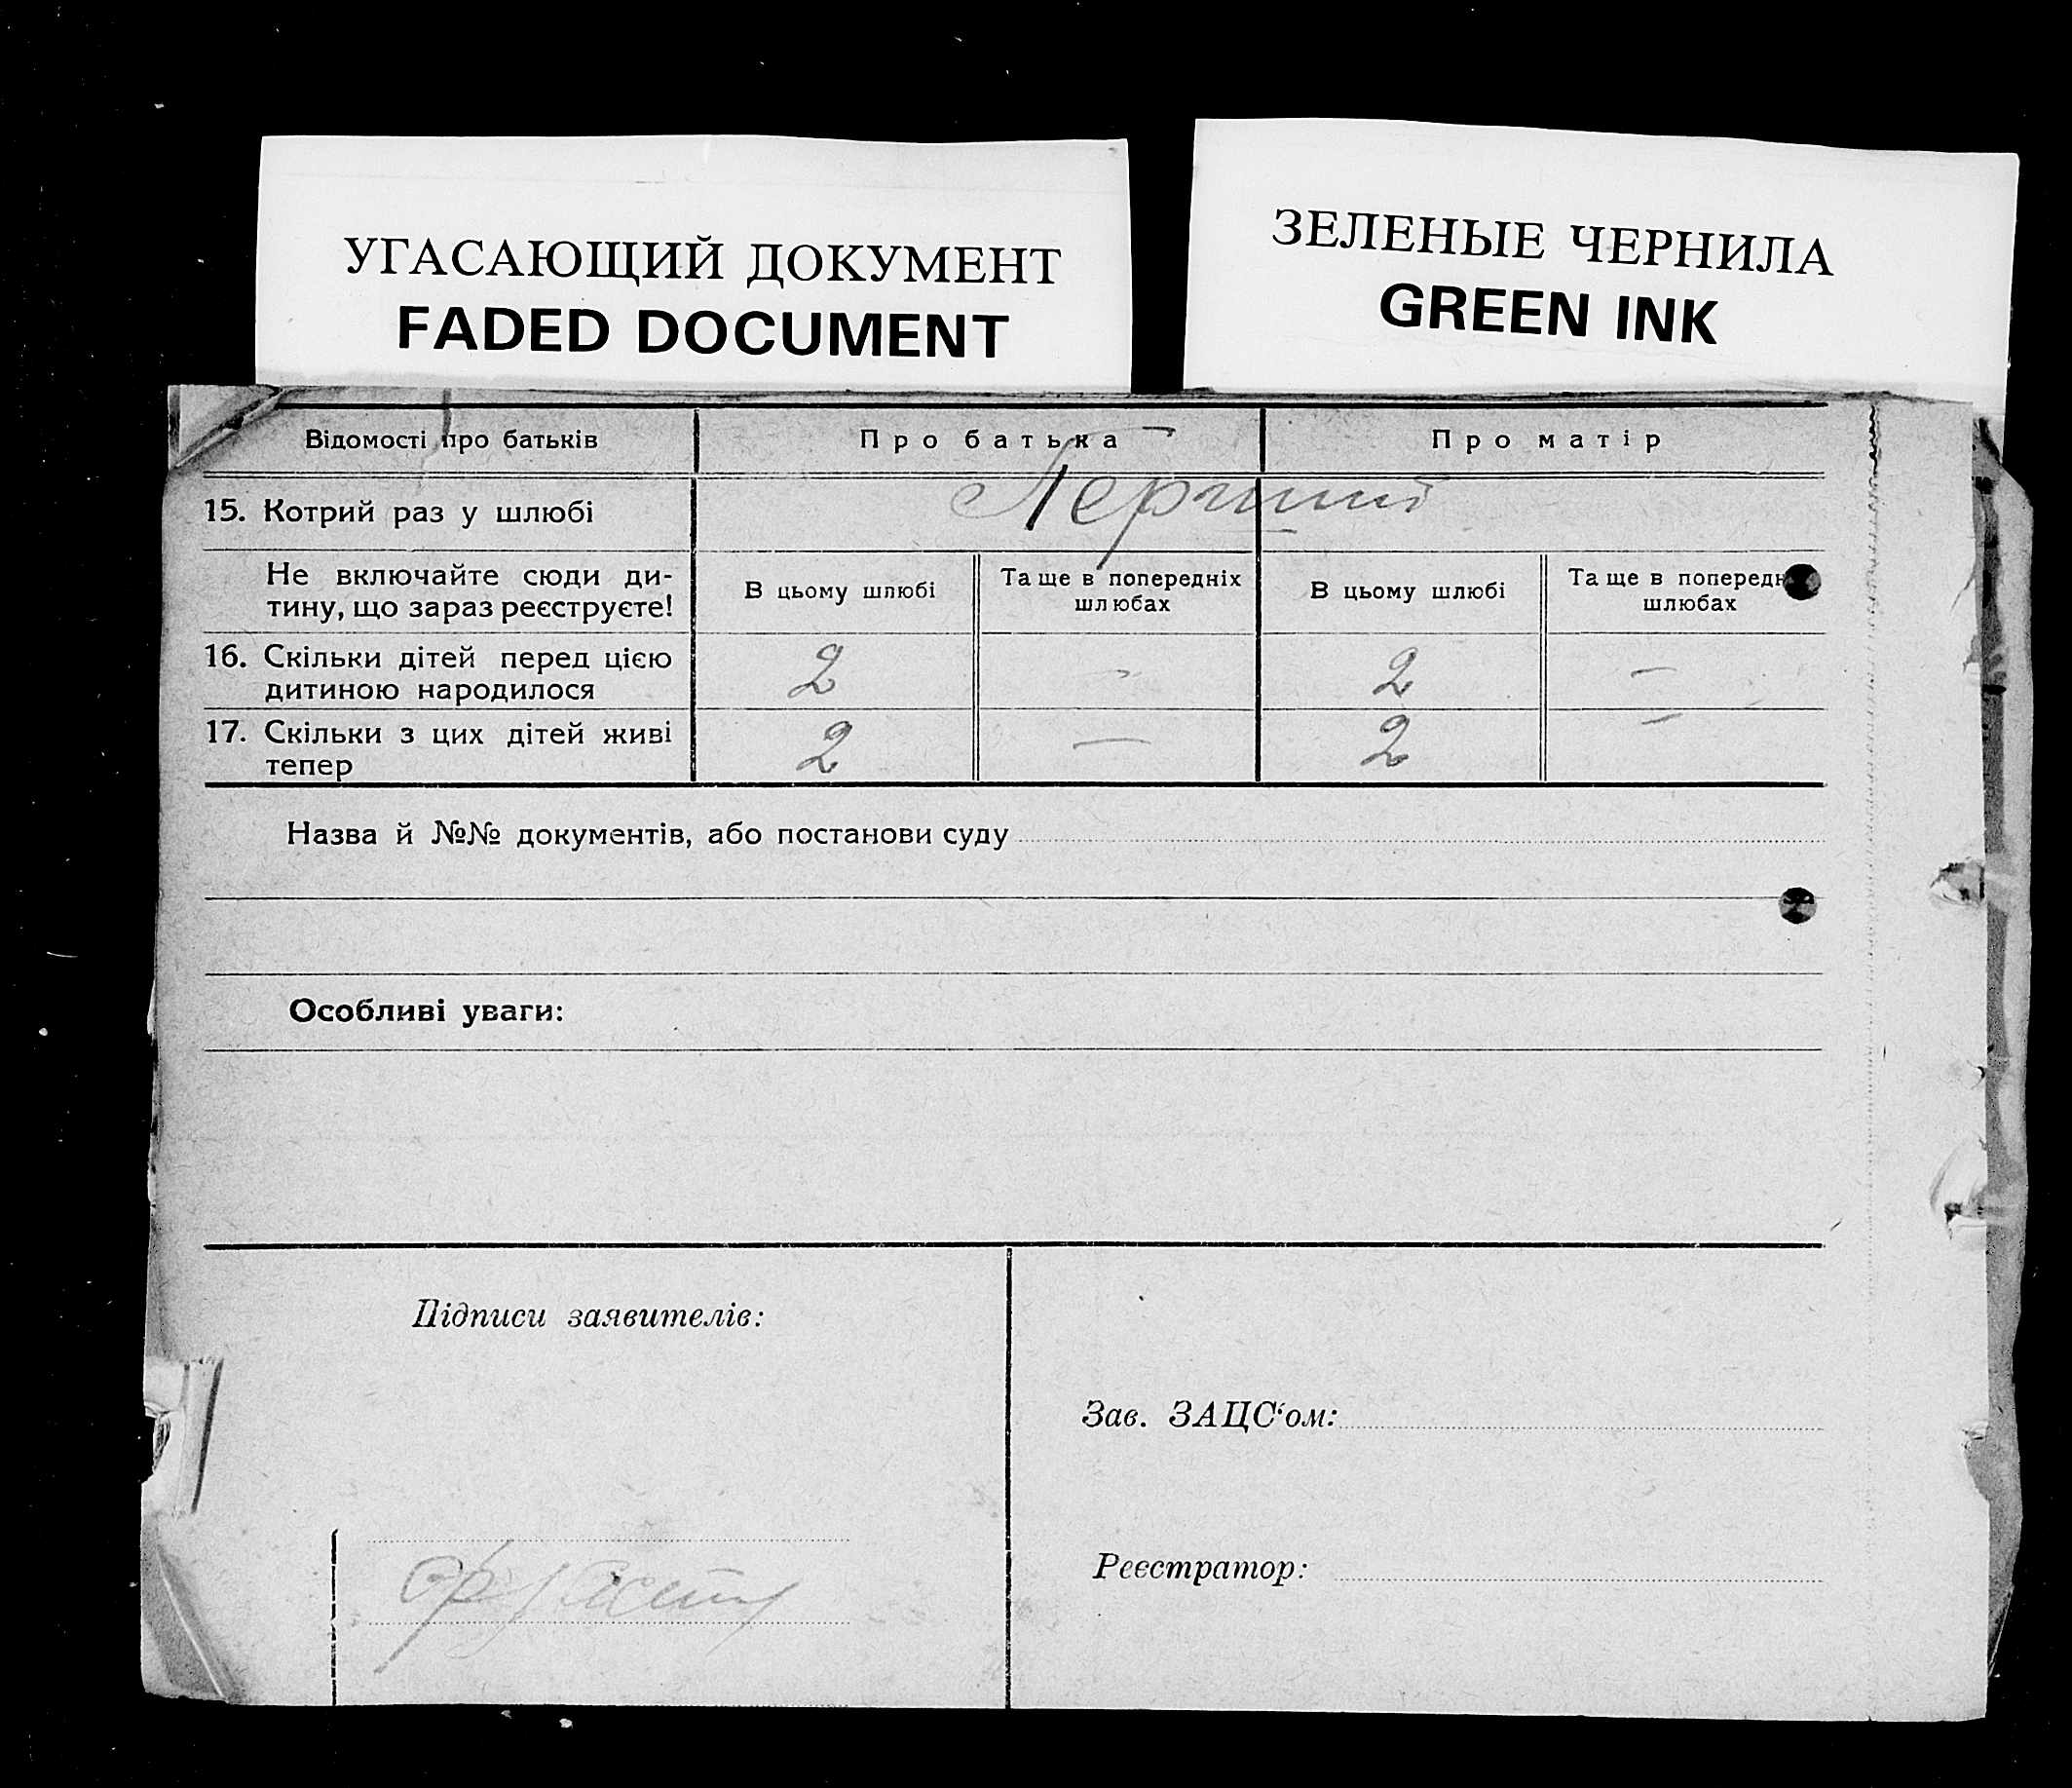 УГАСАЮЩИЙ ДОКУМЕНТ
FADED DOCUMENT
ЗЕЛЕНЫЕ ЧЕРНИЛА
GREEN INK
Відомості про батьків Про батька Про матір
15. Котрий раз у шлюбі Перший
Не включайте сюди ди-
тину, що зараз реєструєте!
В цьому шлюбі
Та ще в попередніх
шлюбах
В цьому шлюбі
Та ще в попередн
шлюбах
16. Скільки дітей перед цією
дитиною народилося
2 - 2 -
17. Скільки з цих дітей живі
тепер
2 — 2 -
Назва й №№ документів, або постанови суду
Особливі уваги:
Підписи заявителів:
Зав. ЗАЦС‘ом:
Реєстратор: